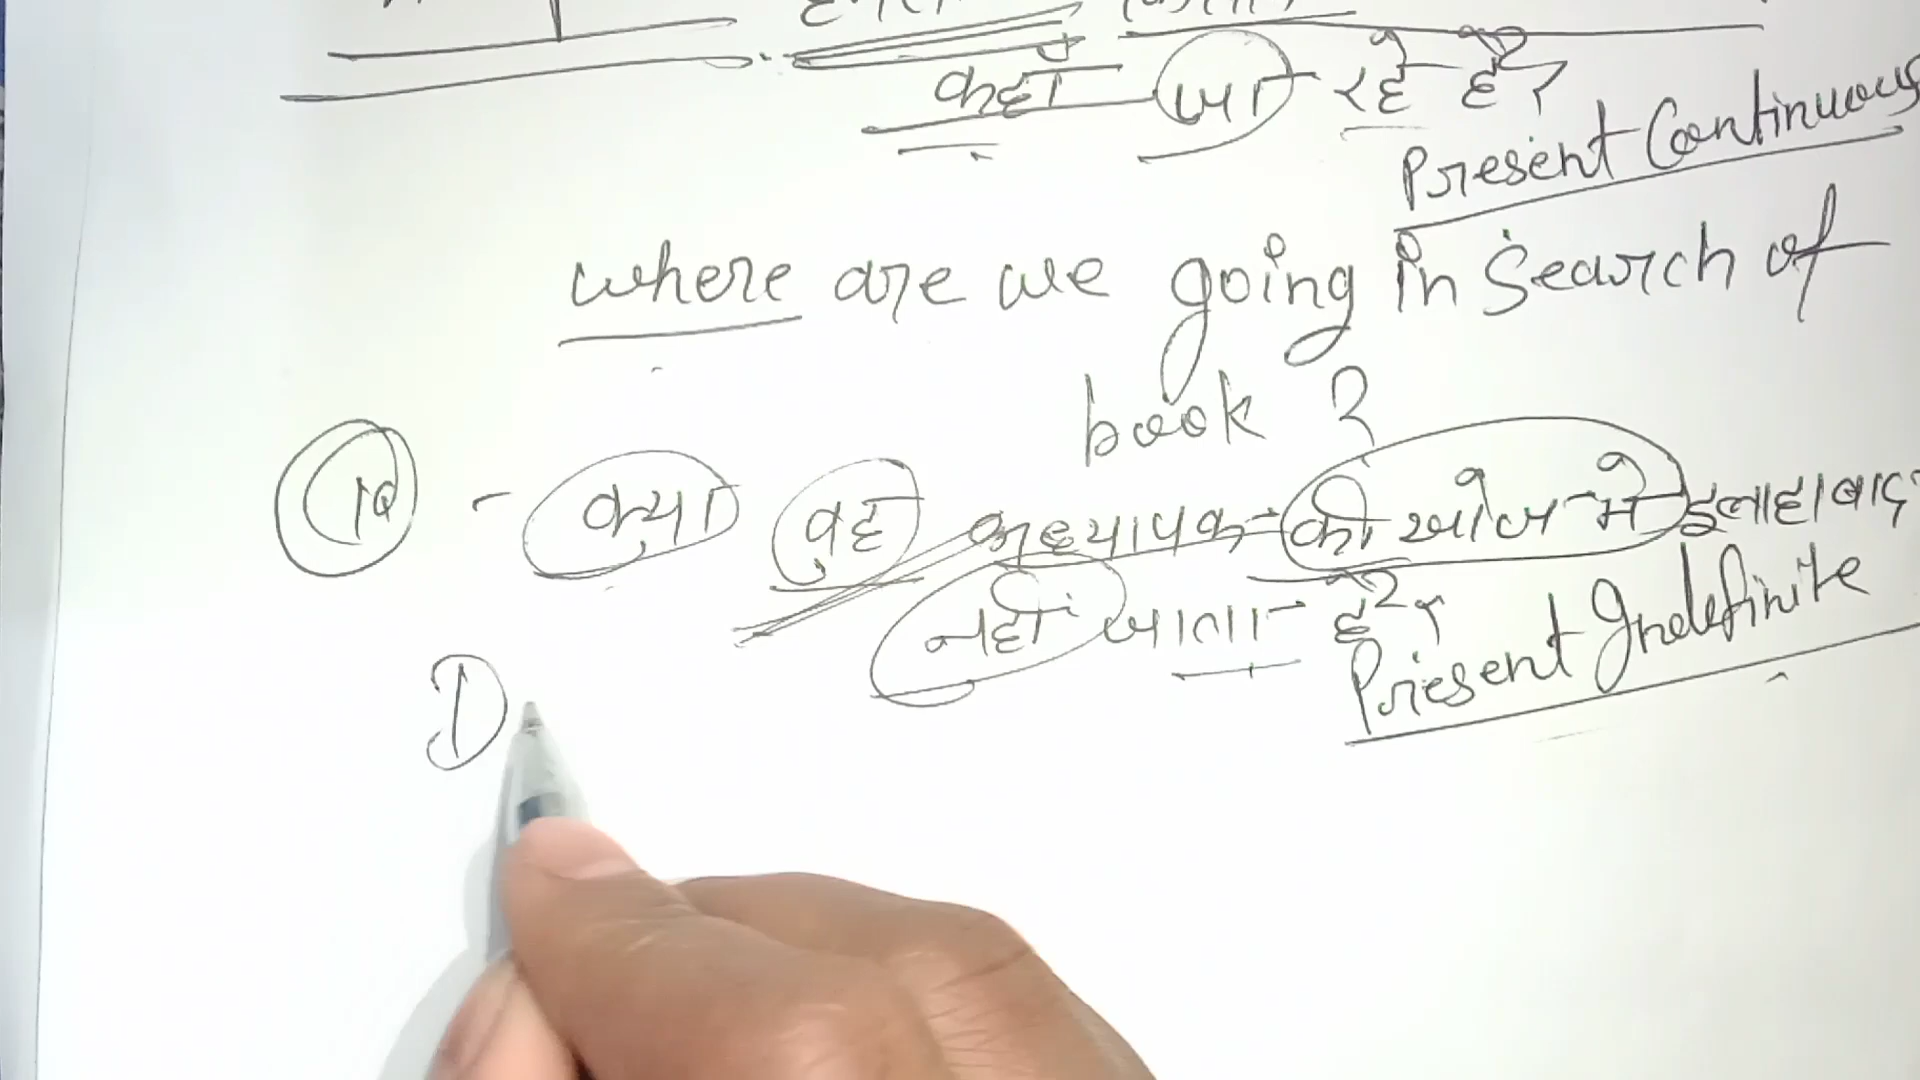 कहाँ जा रहे हैं?
Present Continuous
where are we going in search of
book ?
10 - क्या वह अध्यापक की खोज में इलाहाबाद
नहीं जाता है?
Present Indefinite
D